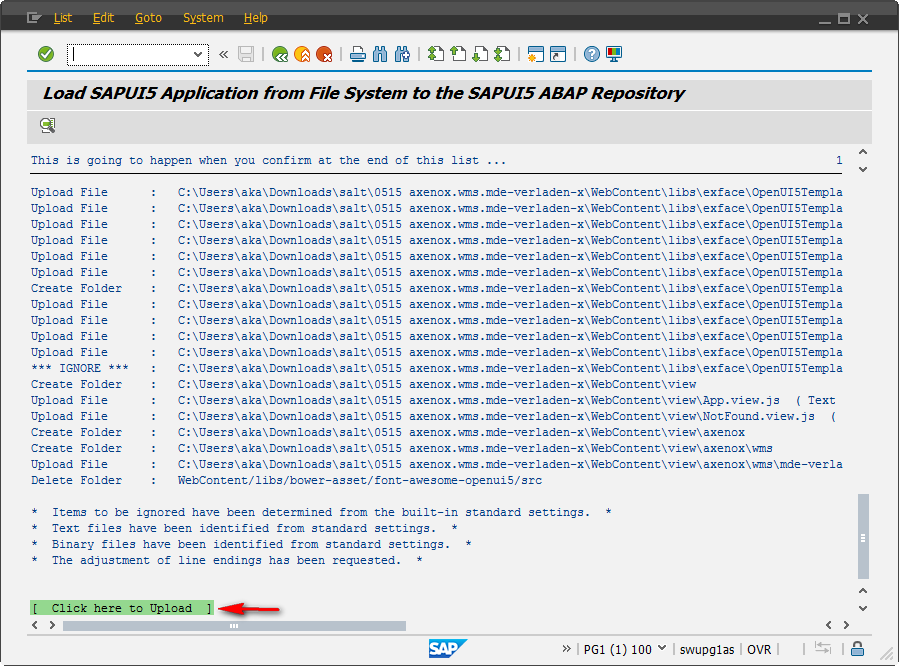 List Edit Goto System Help
Load SAPUI5 Application from File System to the SAPUI5 ABAP Repository
This is going to happen when you confirm at the end of this list ... 1
Upload File : C:\Users\aka\Downloads\salt\0515 axenox.wms.mde-verladen-x\WebContent\libs\exface\OpenUI5Templa
Upload File : C:\Users\aka\Downloads\salt\0515 axenox.wms.mde-verladen-x\WebContent\libs\exface\OpenUI5Templa
Upload File : C:\Users\aka\Downloads\salt\0515 axenox.wms.mde-verladen-x\WebContent\libs\exface\OpenUI5Templa
Upload File : C:\Users\aka\Downloads\salt\0515 axenox.wms.mde-verladen-x\WebContent\libs\exface\OpenUI5Templa
Upload File : C:\Users\aka\Downloads\salt\0515 axenox.wms.mde-verladen-x\WebContent\libs\exface\OpenUI5Templa
Upload File : C:\Users\aka\Downloads\salt\0515 axenox.wms.mde-verladen-x\WebContent\libs\exface\OpenUI5Templa
Create Folder : C:\Users\aka\Downloads\salt\0515 axenox.wms.mde-verladen-x\WebContent\libs\exface\OpenUI5Templa
Upload File : C:\Users\aka\Downloads\salt\0515 axenox.wms.mde-verladen-x\WebContent\libs\exface\OpenUI5Templa
Upload File : C:\Users\aka\Downloads\salt\0515 axenox.wms.mde-verladen-x\WebContent\libs\exface\OpenUI5Templa
Upload File : C:\Users\aka\Downloads\salt\0515 axenox.wms.mde-verladen-x\WebContent\libs\exface\OpenUI5Templa
Upload File : C:\Users\aka\Downloads\salt\0515 axenox.wms.mde-verladen-x\WebContent\libs\exface\OpenUI5Templa
*** IGNORE *** : C:\Users\aka\Downloads\salt\0515 axenox.wms.mde-verladen-x\WebContent\libs\exface\OpenUI5Templa
Create Folder : C:\Users\aka\Downloads\salt\0515 axenox.wms.mde-verladen-x\WebContent\view
Upload File : C:\Users\aka\Downloads\salt\0515 axenox.wms.mde-verladen-x\WebContent\view\App.view.js ( Text
Upload File : C:\Users\aka\Downloads\salt\0515 axenox.wms.mde-verladen-x\WebContent\view\NotFound.view.js (
Create Folder : C:\Users\aka\Downloads\salt\0515 axenox.wms.mde-verladen-x\WebContent\view\axenox
Create Folder : C:\Users\aka\Downloads\salt\0515 axenox.wms.mde-verladen-x\WebContent\view\axenox\wms
Upload File : C:\Users\aka\Downloads\salt\0515 axenox.wms.mde-verladen-x\WebContent\view\axenox\wms\mde-verla
Delete Folder : WebContent/libs/bower-asset/font-awesome-openui5/src
* Items to be ignored have been determined from the built-in standard settings. *
* Text files have been identified from standard settings. *
* Binary files have been identified from standard settings. *
* The adjustment of line endings has been requested. *
[ Click here to Upload ]
SAP » PG1 (1) 100 swupg1as OVR